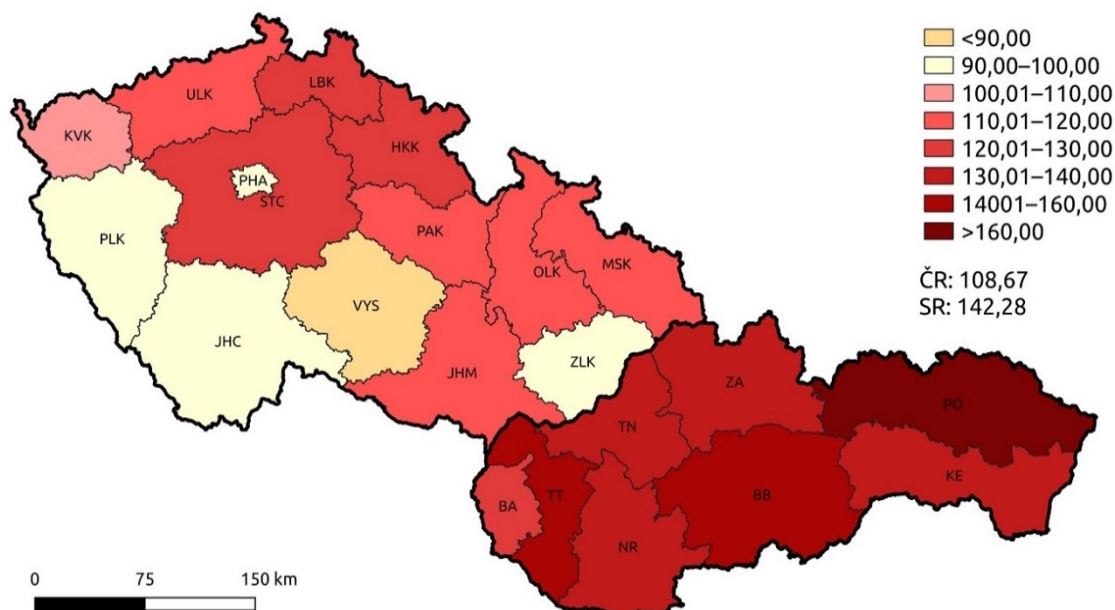 <90,00
90,00–100,00
100,01–110,00
110,01–120,00
120,01–130,00
130,01–140,00
14001–160,00
>160,00
ČR: 108,67
SR: 142,28
LBK
ULK
KVK
HKK
PHA
STC
PAK
PLK
OLK
MSK
VYS
JHC
ZLK
JHM
ZA
PO
TN
KE
TT
BB
BA
NR
0 75 150 km